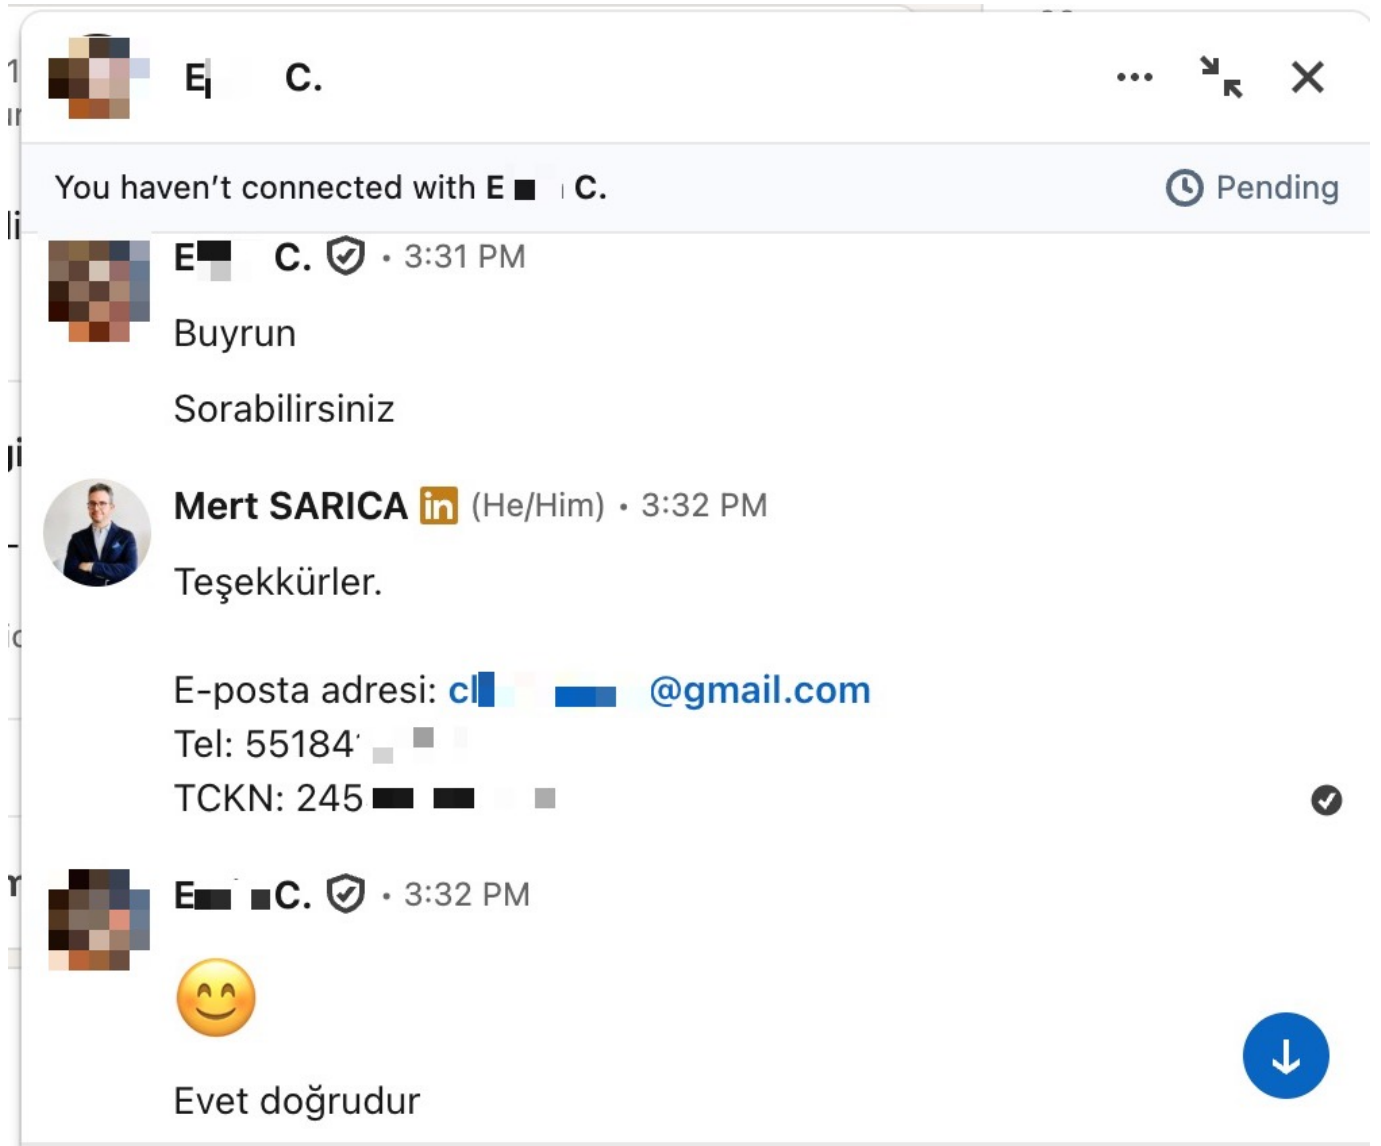 E C.
You haven't connected with E C.
Pending
E C. • 3:31 PM
Buyrun
Sorabilirsiniz
Mert SARICA in (He/Him) • 3:32 PM
Teşekkürler.
E-posta adresi: cl @gmail.com
Tel: 55184
TCKN: 245
E C. • 3:32 PM
Evet doğrudur